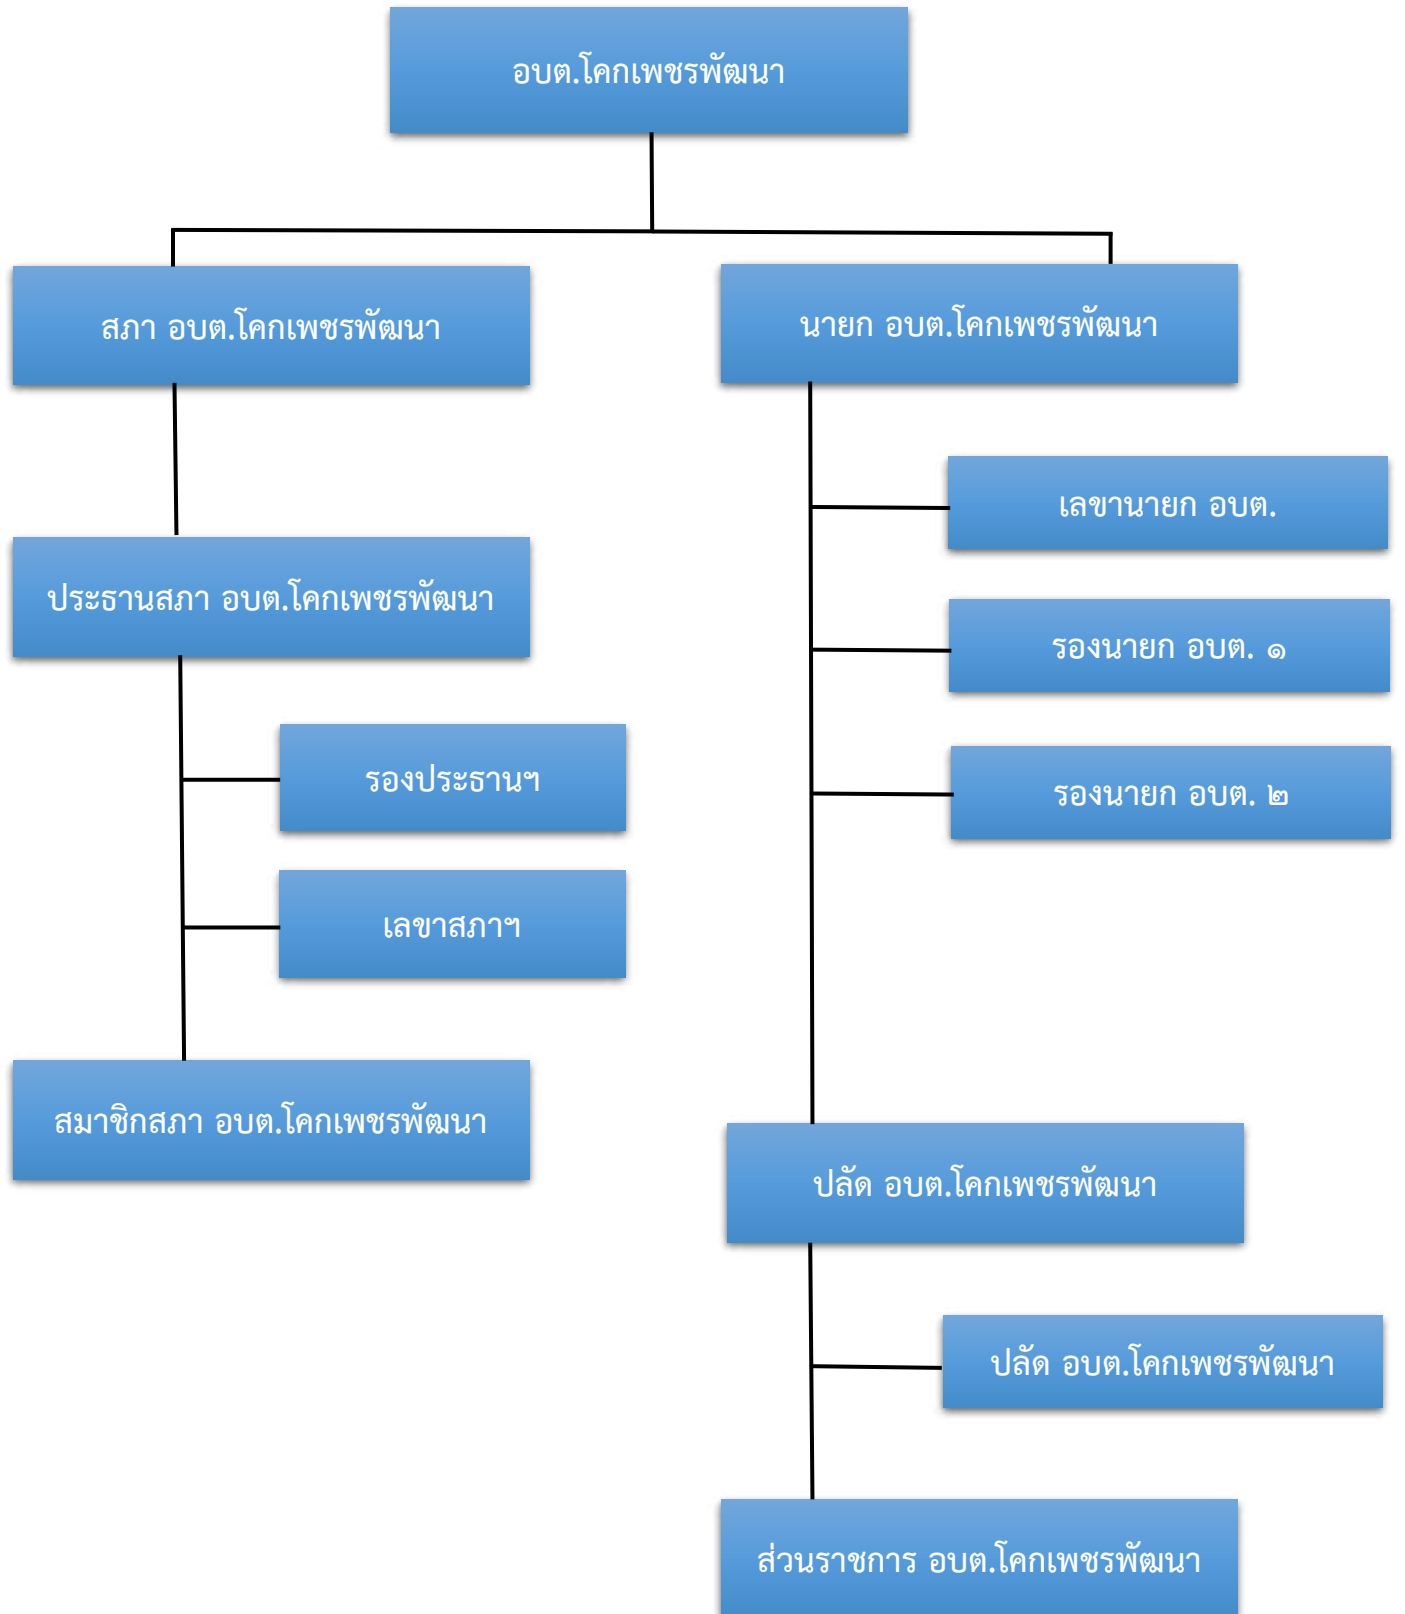 อบต.โคกเพชรพัฒนา
สภา อบต.โคกเพชรพัฒนา
นายก อบต.โคกเพชรพัฒนา
เลขานายก อบต.
ประธานสภา อบต.โคกเพชรพัฒนา
รองนายก อบต. ๑
รองประธานฯ
รองนายก อบต. ๒
เลขาสภาฯ
สมาชิกสภา อบต.โคกเพชรพัฒนา
ปลัด อบต.โคกเพชรพัฒนา
ปลัด อบต.โคกเพชรพัฒนา
ส่วนราชการ อบต.โคกเพชรพัฒนา